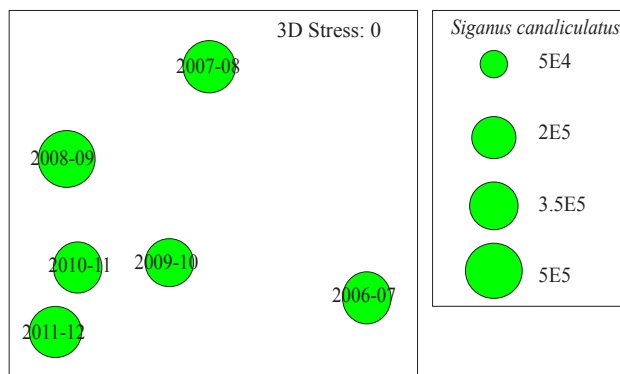 3D Stress: 0
2007-08
2008-09
2010-11
2009-10
2006-07
2011-12
Siganus canaliculatus
5E4
2E5
3.5E5
5E5